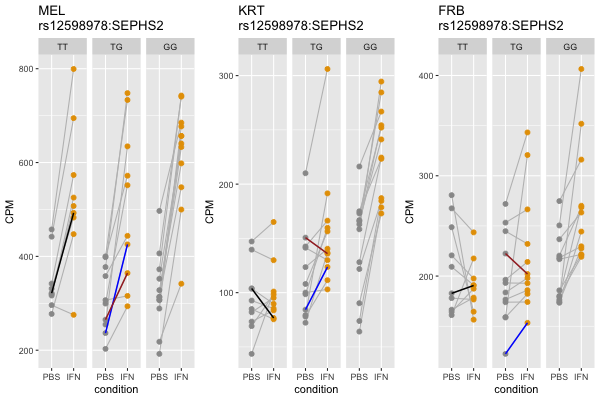 MEL
rs12598978:SEPHS2
TT TG GG
800
600
400
200
CPM
PBS IFN PBS IFN PBS IFN
condition
KRT
rs12598978:SEPHS2
TT TG GG
300
200
100
CPM
PBS IFN PBS IFN PBS IFN
condition
FRB
rs12598978:SEPHS2
TT TG GG
400
300
200
CPM
PBS IFN PBS IFN PBS IFN
condition